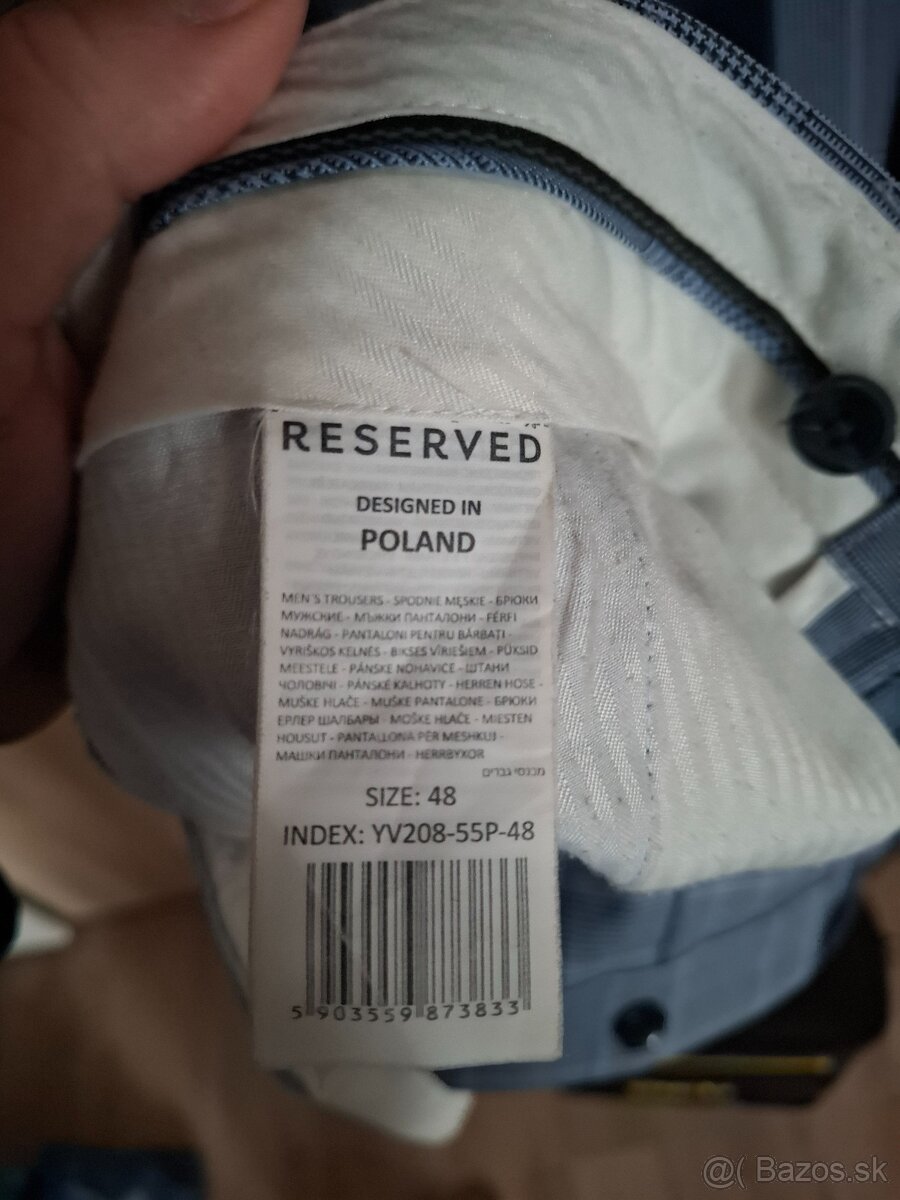 RESERVED
DESIGNED IN
POLAND
MEN'S TROUSERS - SPODNIE MĘSKIE - БРЮКИ
МУЖСКИЕ - МЪЖКИ ПАНТАЛОНИ - FÉRFI
NADRÁG - PANTALONI PENTRU BĂRBAȚI -
VYRIŠKOS KELNĖS - BIKSES VĪRIEŠIEM - PÜKSID
MEESTELE - PÁNSKE NOHAVICE - ШТАНИ
ЧОЛОВІЧІ - PÁNSKÉ KALHOTY - HERREN HOSE -
MUŠKE HLAČE - MUŠKE PANTALONE - БРЮКИ
ЕРЛЕР ШАЛБАРЫ - MOŠKE HLAČE - MIESTEN
HOUSUT - PANTALLONA PËR MESHKUJ -
МАШКИ ПАНТАЛОНИ - HERRBYXOR
מכנסי גברים
SIZE: 48
INDEX: YV208-55P-48
5 903559 873833
@( Bazos.sk